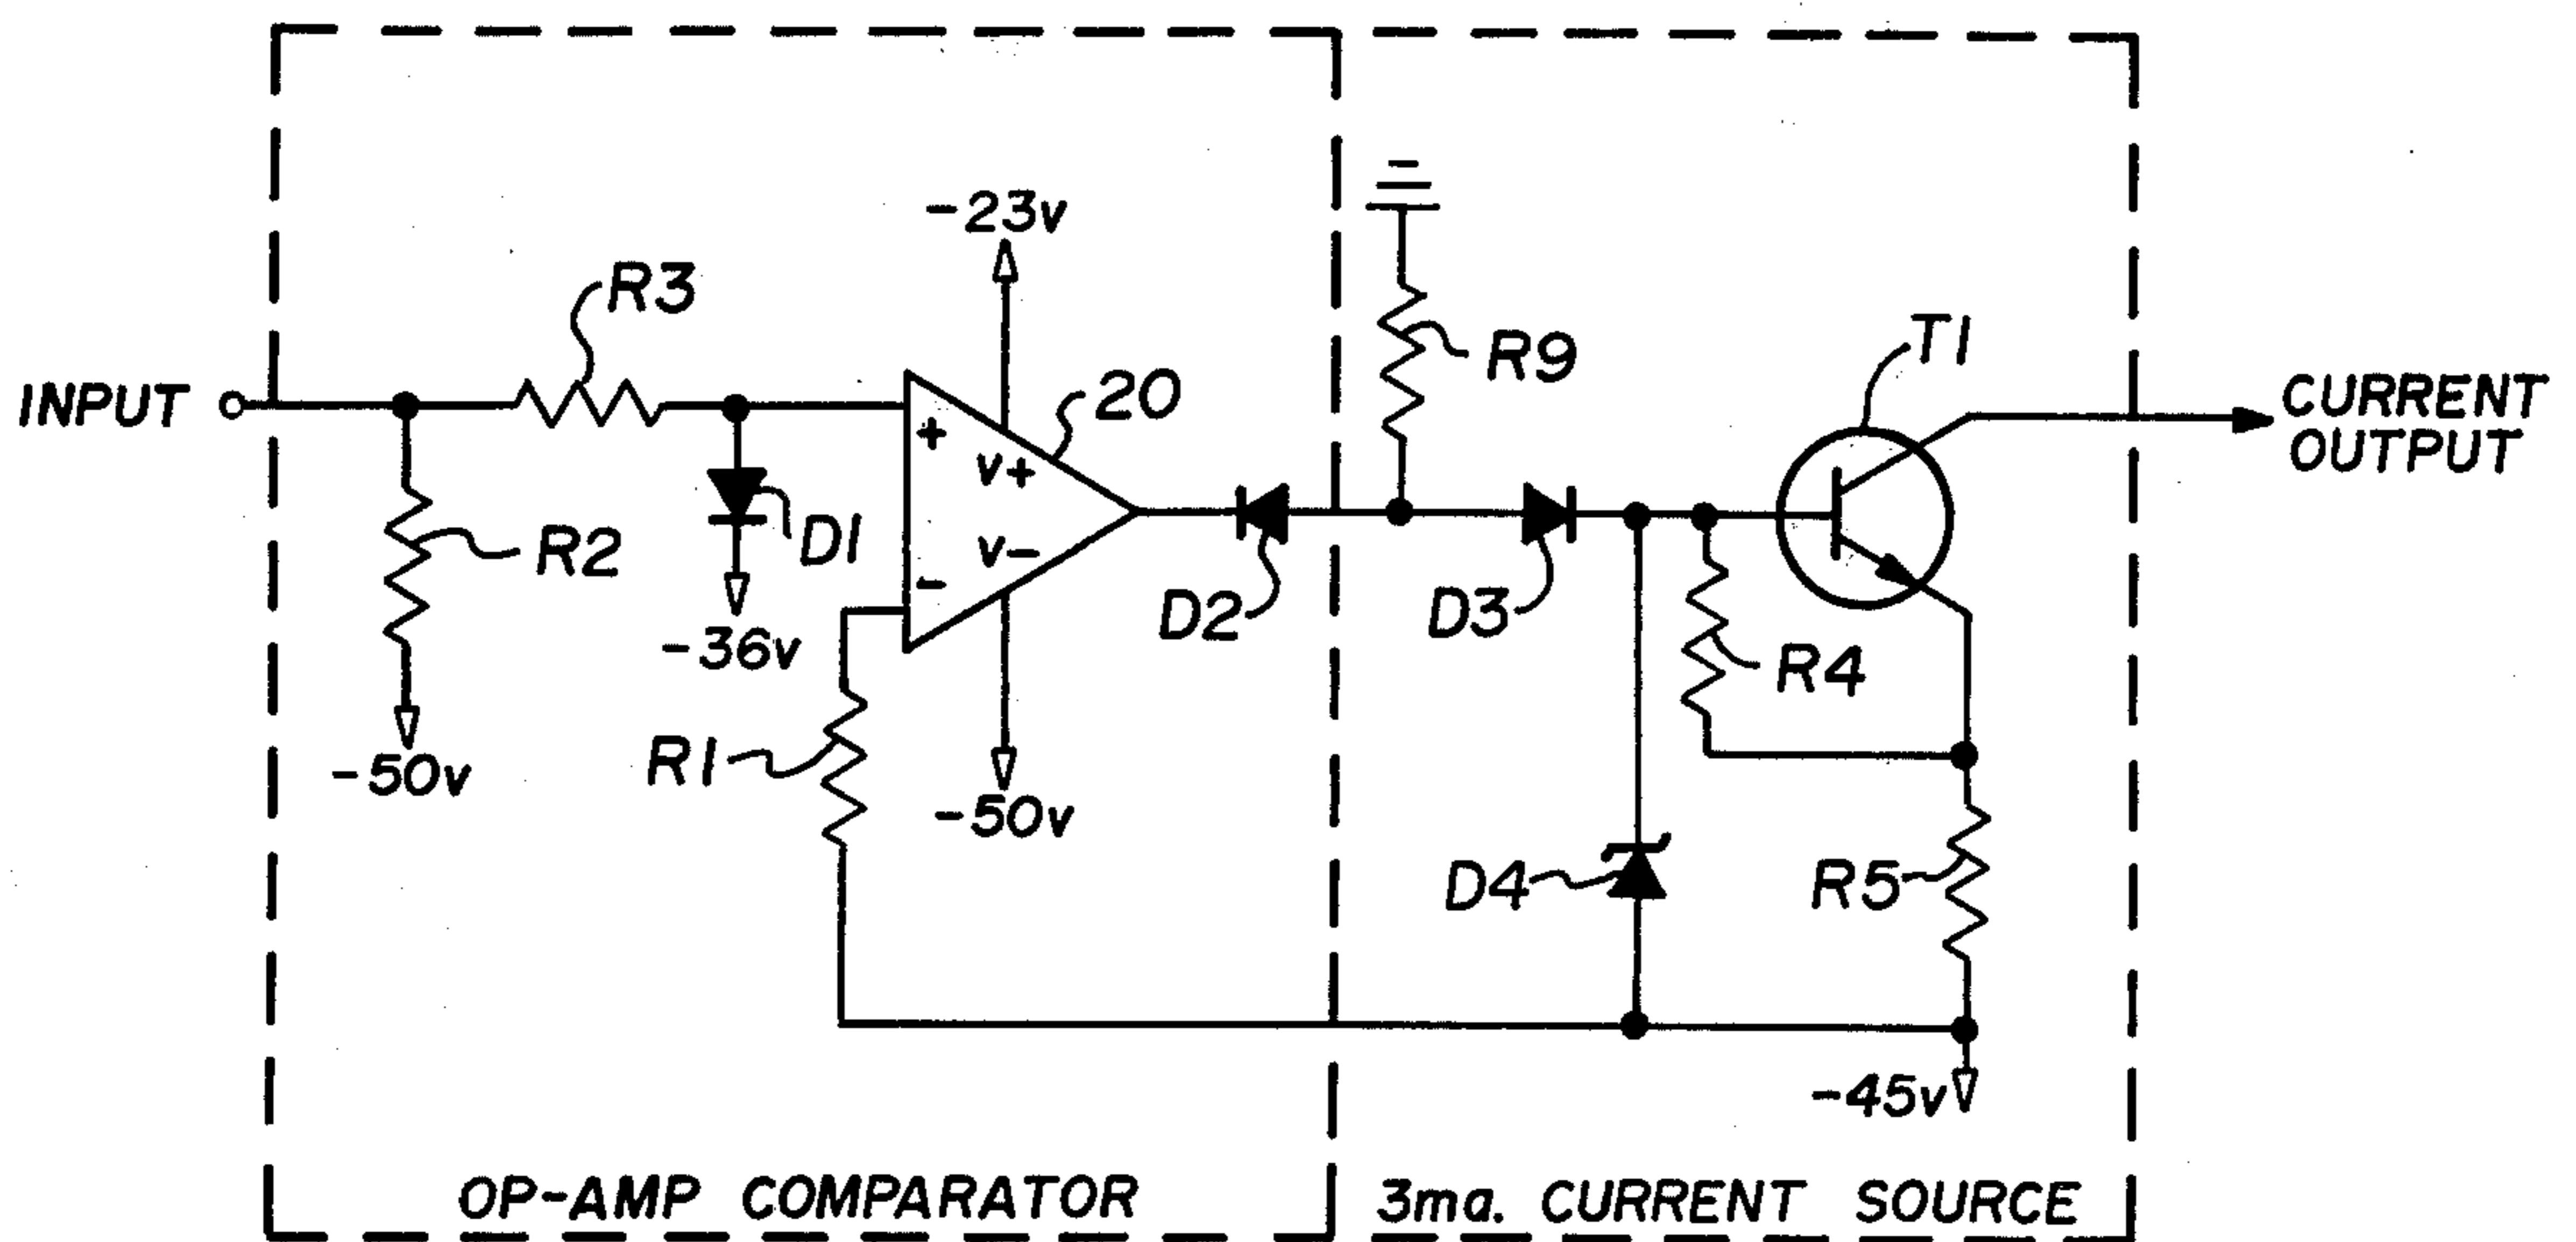 -23v
R3
R9
T1
INPUT
20
CURRENT
OUTPUT
+
V+
R2
D1
V-
-
D2
D3
-36v
R4
R1
-50v
-50v
D4
R5
-45v
OP-AMP COMPARATOR
3ma. CURRENT SOURCE